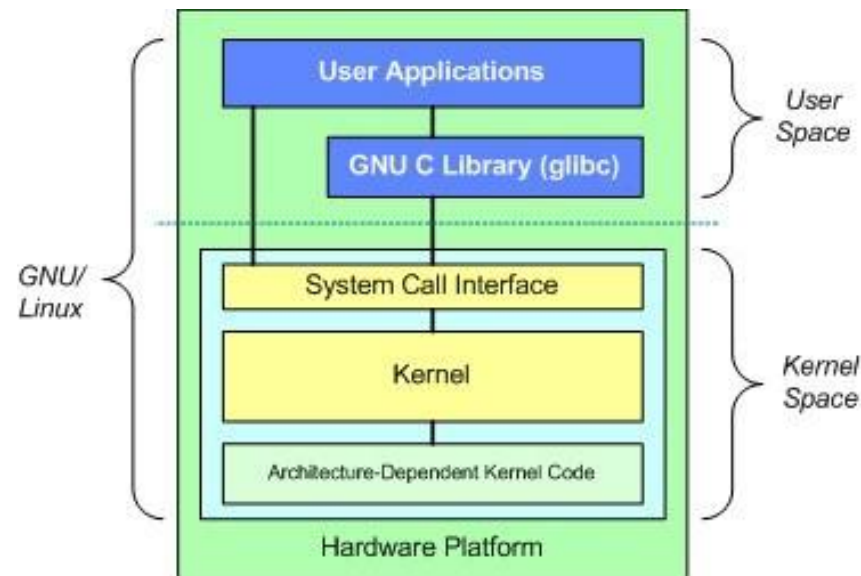 User Applications
GNU C Library (glibc)
User
Space
GNU/
Linux
System Call Interface
Kernel
Architecture-Dependent Kernel Code
Kernel
Space
Hardware Platform